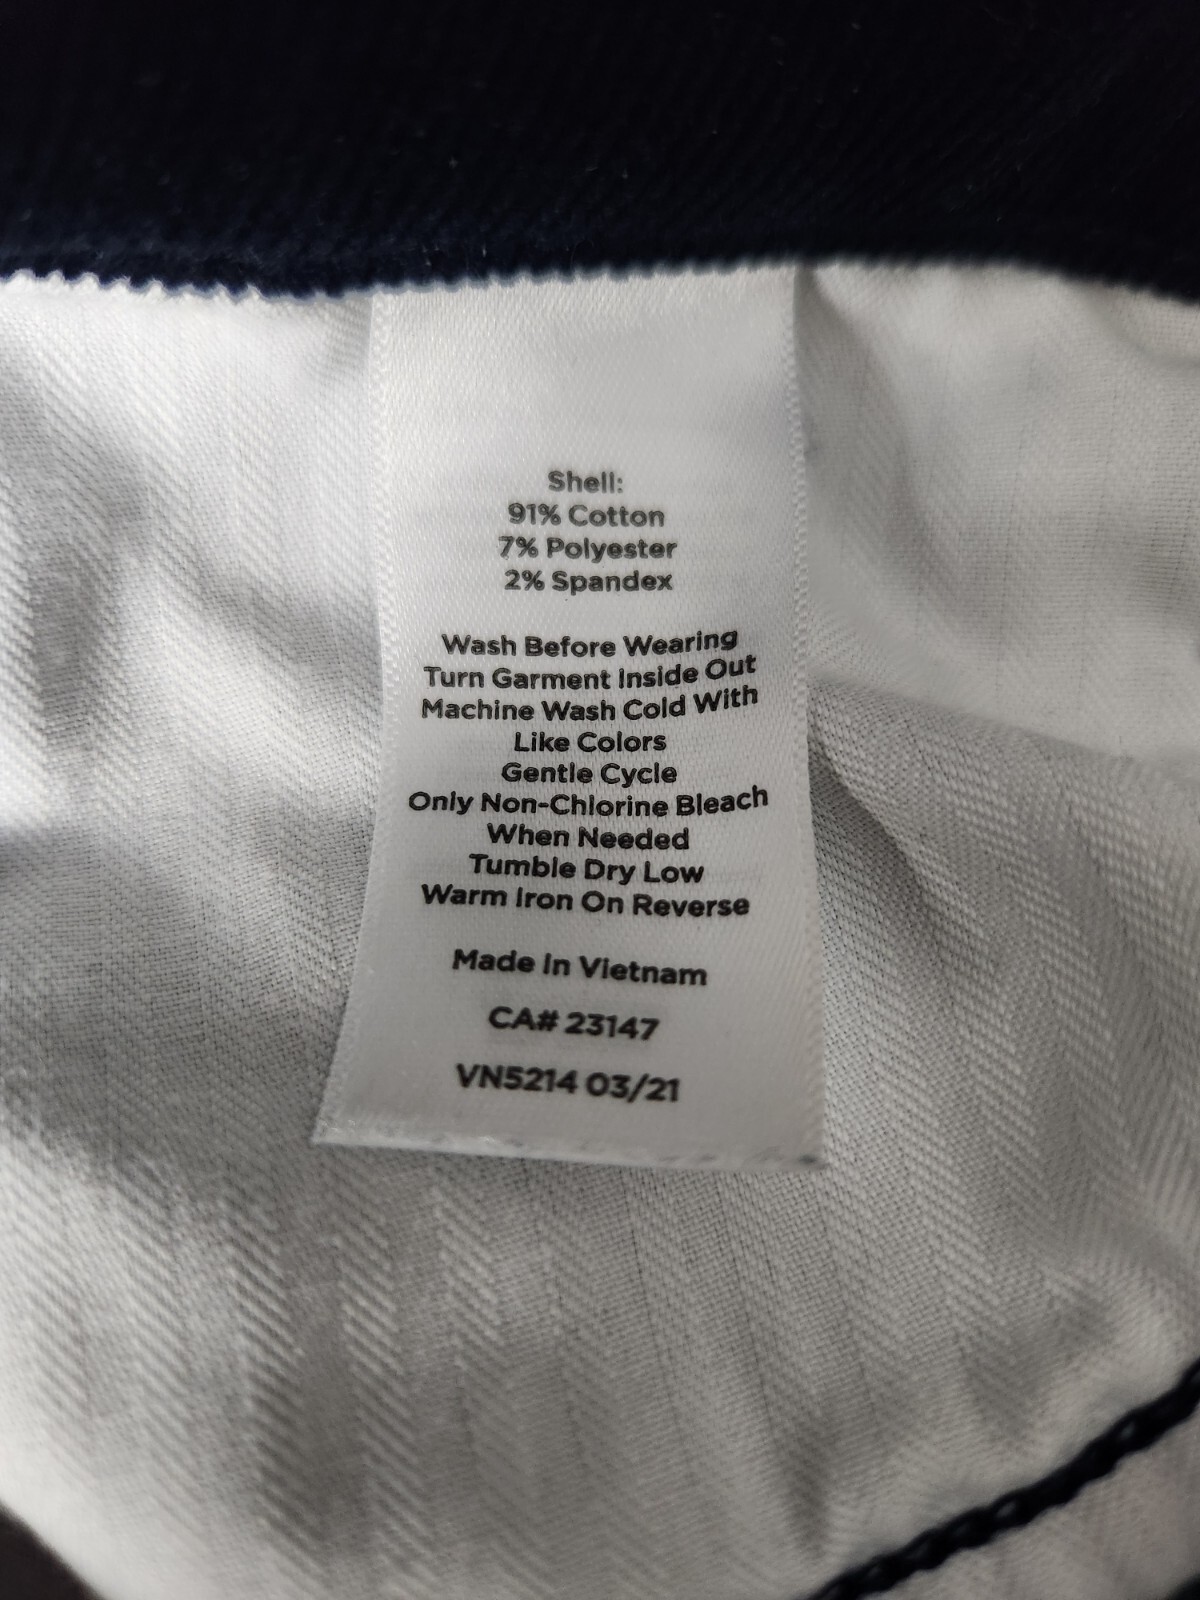 Shell:
91% Cotton
7% Polyester
2% Spandex
Wash Before Wearing
Turn Garment Inside Out
Machine Wash Cold With
Like Colors
Gentle Cycle
Only Non-Chlorine Bleach
When Needed
Tumble Dry Low
Warm Iron On Reverse
Made In Vietnam
CA# 23147
VN5214 03/21